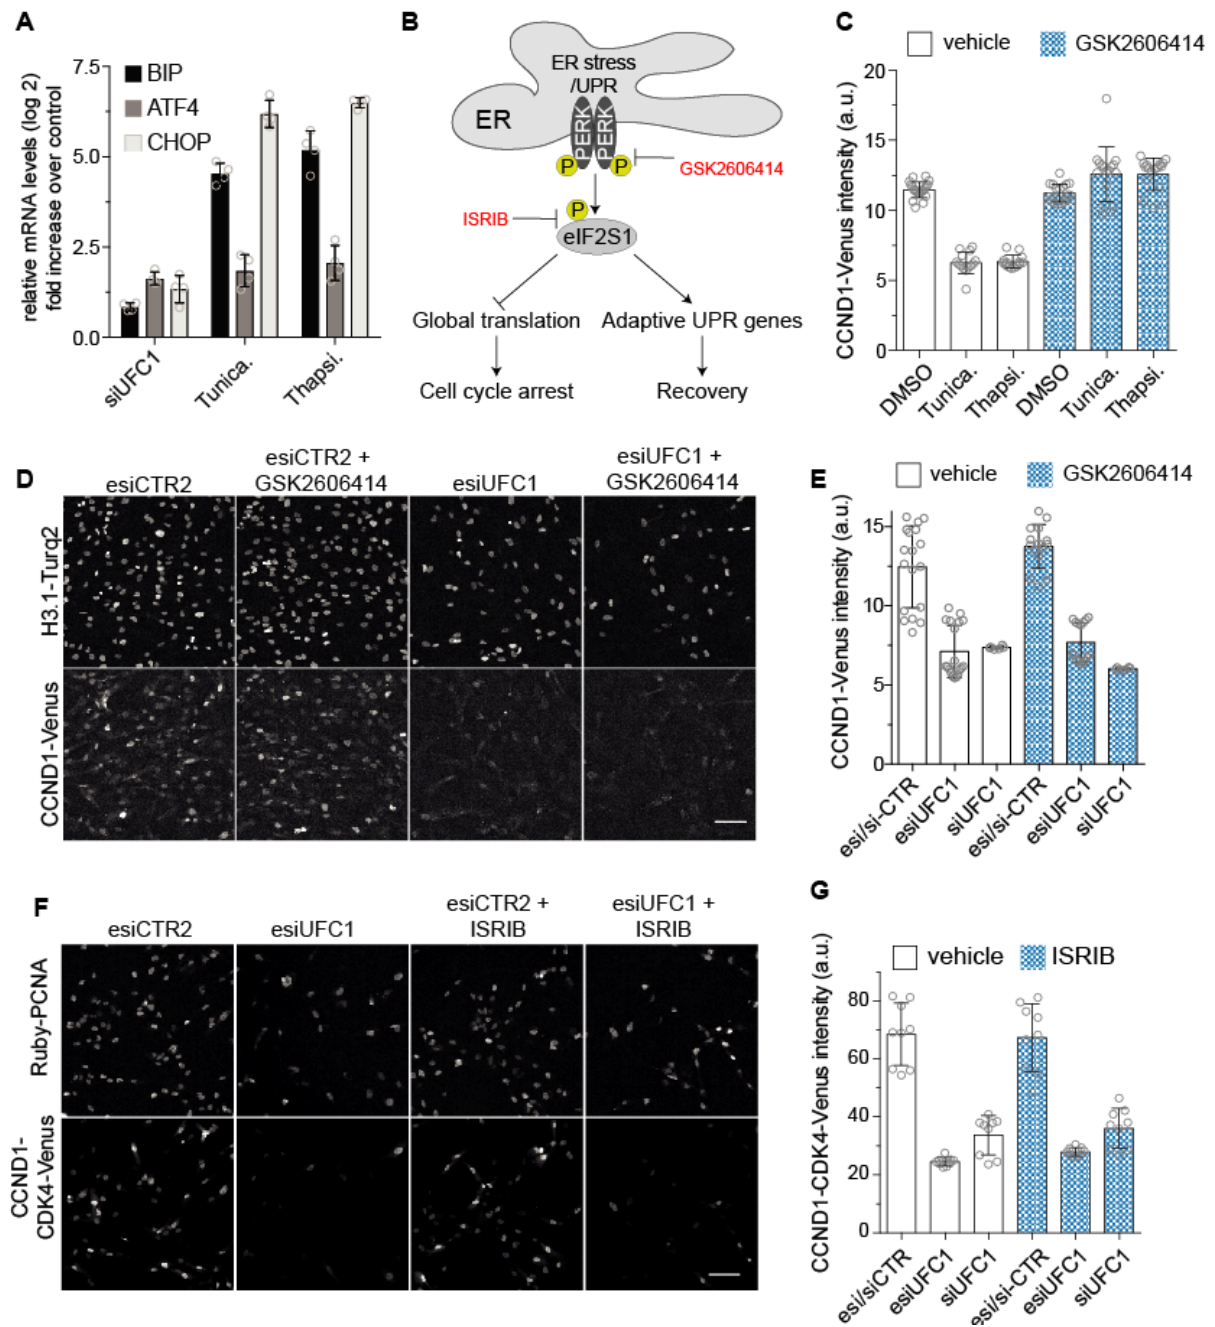 A
relative mRNA levels (log 2)
fold increase over control
7.5
5.0
2.5
0.0
BIP
ATF4
CHOP
siUFC1
Tunica.
Thapsi.
B
ER stress
/UPR
ER
PERK
PERK
P
P
GSK2606414
ISRIB
P
eIF2S1
Global translation
Adaptive UPR genes
Cell cycle arrest
Recovery
C
vehicle
GSK2606414
CCND1-Venus intensity (a.u.)
20
15
10
5
0
DMSO
Tunica.
Thapsi.
DMSO
Tunica.
Thapsi.
D
esiCTR2
esiCTR2 +
GSK2606414
esiUFC1
esiUFC1 +
GSK2606414
H3.1-Turq2
CCND1-Venus
E
vehicle
GSK2606414
CCND1-Venus intensity (a.u.)
15
10
5
0
esi/si-CTR
esiUFC1
siUFC1
esi/si-CTR
esiUFC1
siUFC1
F
esiCTR2
esiUFC1
esiCTR2 +
ISRIB
esiUFC1 +
ISRIB
Ruby-PCNA
CCND1-
CDK4-Venus
G
vehicle
ISRIB
CCND1-CDK4-Venus intensity (a.u.)
80
60
40
20
0
esi/siCTR
esiUFC1
siUFC1
esi/si-CTR
esiUFC1
siUFC1